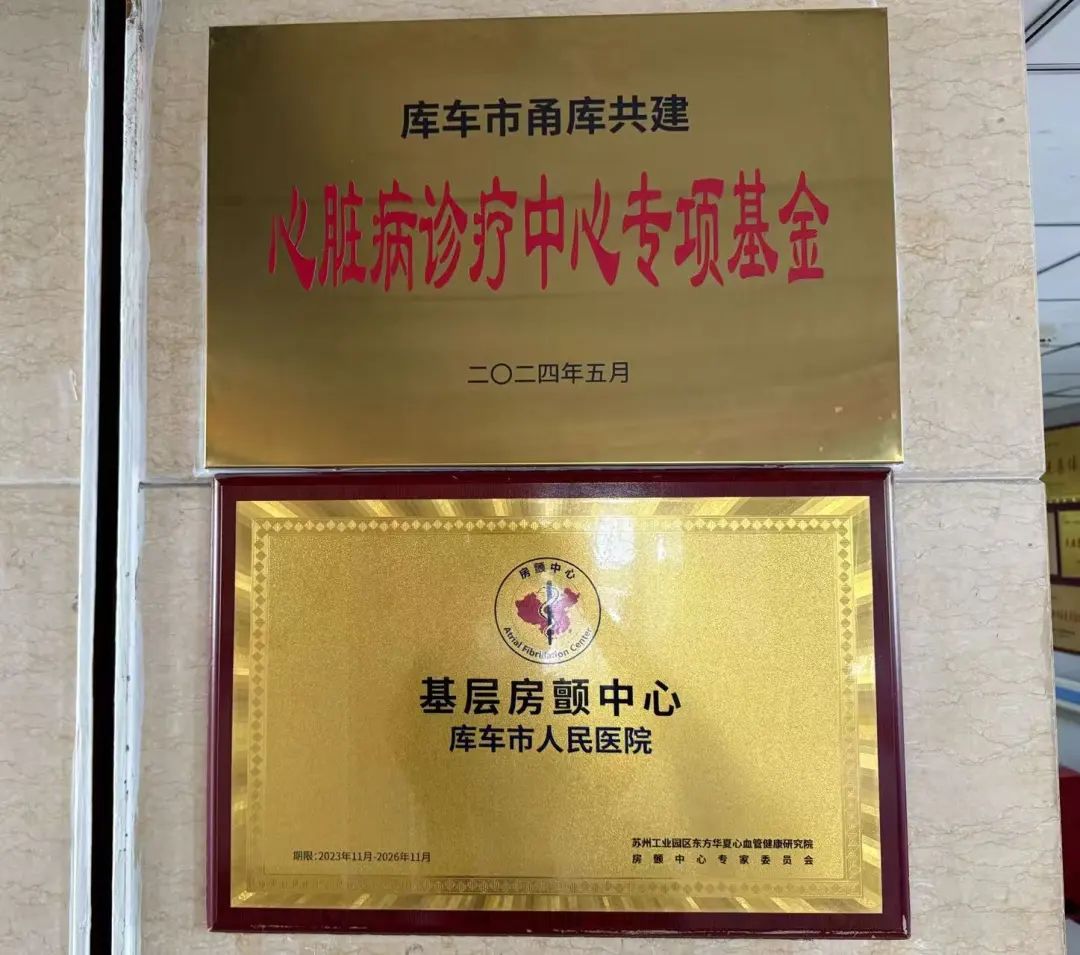 库车市甬库共建
心脏病诊疗中心专项基金
二〇二四年五月
房颤中心
Atrial Fibrillation Center
基层房颤中心
库车市人民医院
期限:2023年11月-2026年11月
苏州工业园区东方华夏心血管健康研究院
房颤中心专家委员会